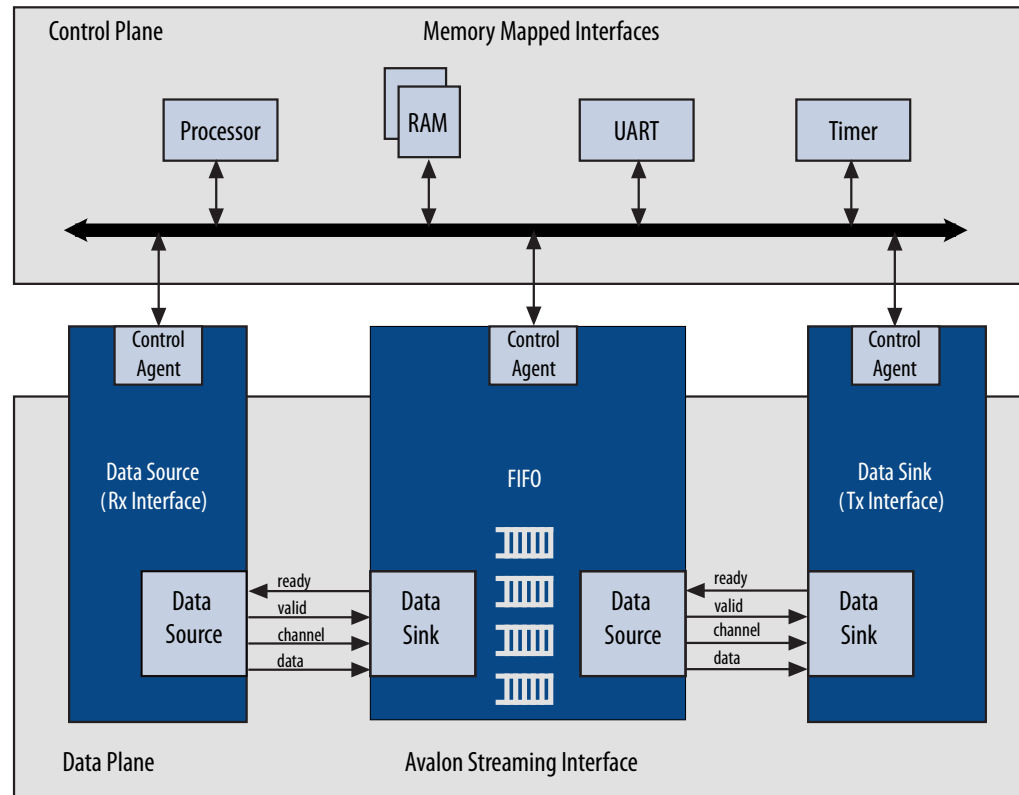 Control Plane
Memory Mapped Interfaces
Processor
RAM
UART
Timer
Control
Agent
Control
Agent
Control
Agent
Data Source
(Rx Interface)
FIFO
Data Sink
(Tx Interface)
Data
Source
ready
valid
channel
data
Data
Sink
Data
Source
ready
valid
channel
data
Data
Sink
Data Plane
Avalon Streaming Interface